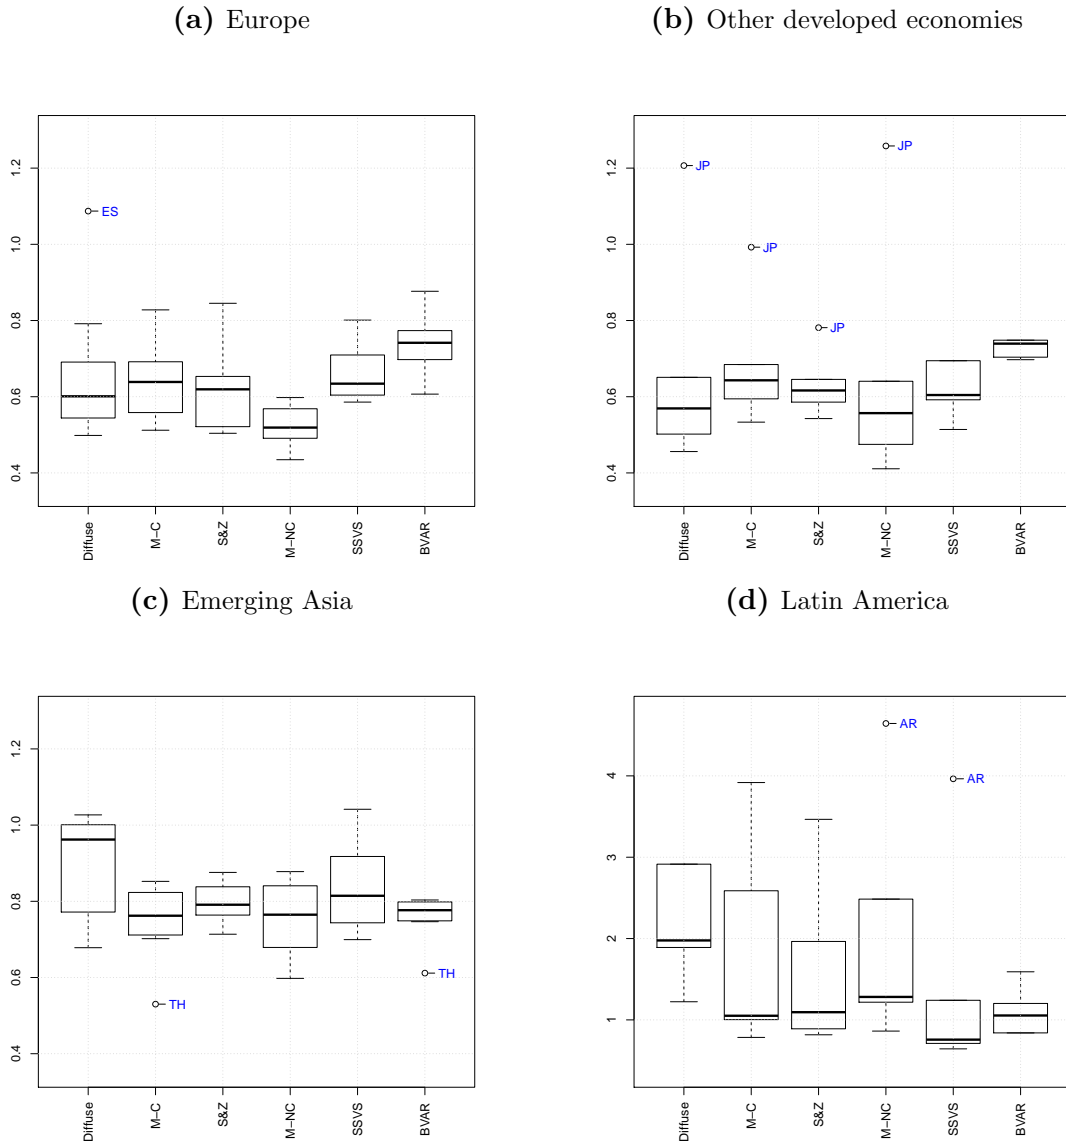 (a) Europe
1.2
1.0
0.8
0.6
0.4
ES
Diffuse
M−C
S&Z
M−NC
SSVS
BVAR
(b) Other developed economies
1.2
1.0
0.8
0.6
0.4
JP
JP
JP
JP
Diffuse
M−C
S&Z
M−NC
SSVS
BVAR
(c) Emerging Asia
1.2
1.0
0.8
0.6
0.4
TH
TH
Diffuse
M−C
S&Z
M−NC
SSVS
BVAR
(d) Latin America
4
3
2
1
AR
AR
Diffuse
M−C
S&Z
M−NC
SSVS
BVAR